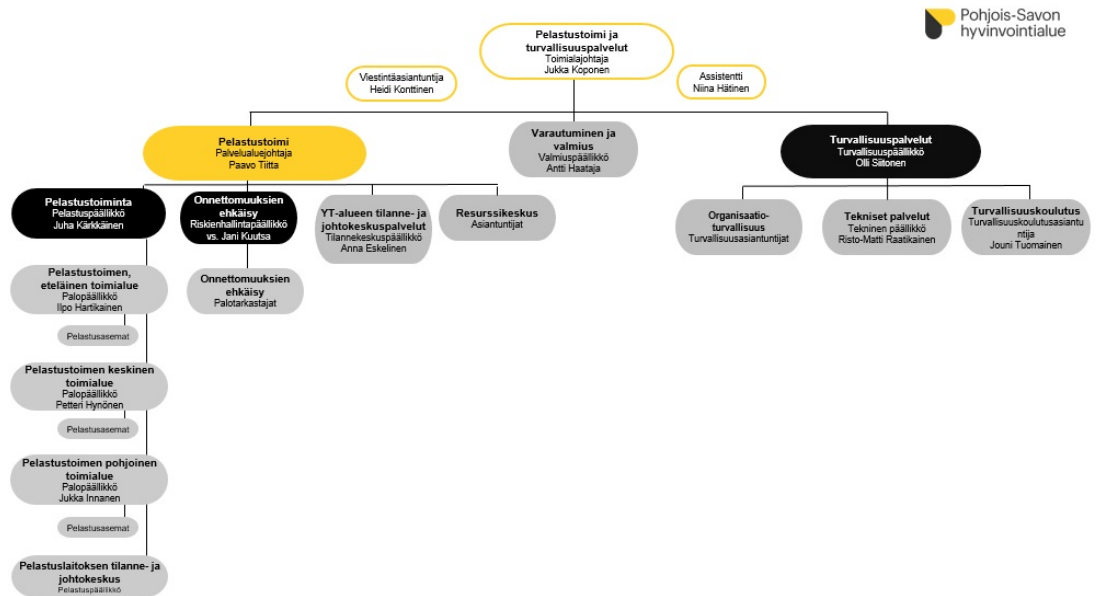 Pohjois-Savon
hyvinvointialue
Pelastustoimi ja
turvallisuuspalvelut
Toimialajohtaja
Jukka Koponen
Viestintäasiantuntija
Heidi Konttinen
Assistentti
Niina Hätinen
Pelastustoimi
Palvelualuejohtaja
Paavo Tiitta
Varautuminen ja
valmius
Valmiuspäällikkö
Antti Haataja
Turvallisuuspalvelut
Turvallisuuspäällikkö
Olli Siitonen
Pelastustoiminta
Pelastuspäällikkö
Juha Kärkkäinen
Onnettomuuksien
ehkäisy
Riskienhallintapäällikkö
vs. Jani Kuutsa
YT-alueen tilanne- ja
johtokeskuspalvelut
Tilannekeskuspäällikkö
Anna Eskelinen
Resurssikeskus
Asiantuntijat
Organisaatio-
turvallisuus
Turvallisuusasiantuntijat
Tekniset palvelut
Tekninen päällikkö
Risto-Matti Raatikainen
Turvallisuuskoulutus
Turvallisuuskoulutusasiantu
ntija
Jouni Tuomainen
Pelastustoimen,
eteläinen toimialue
Palopäällikkö
Ilpo Hartikainen
Onnettomuuksien
ehkäisy
Palotarkastajat
Pelastusasemat
Pelastustoimen keskinen
toimialue
Palopäällikkö
Petteri Hynönen
Pelastusasemat
Pelastustoimen pohjoinen
toimialue
Palopäällikkö
Jukka Innanen
Pelastusasemat
Pelastuslaitoksen tilanne- ja
johtokeskus
Pelastuspäällikkö